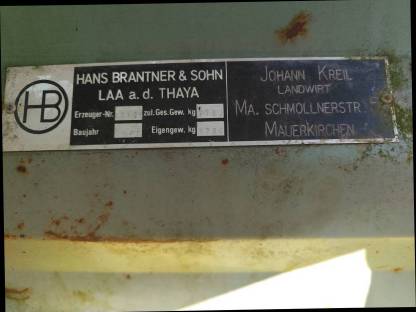 HB
HANS BRANTNER & SOHN
LAA a. d. THAYA
Erzeuger-Nr. zul. Ges. Gew. kg
Baujahr Eigengew. kg
JOHANN KREIL
LANDWIRT
MA. SCHMOLLNERSTR.
MAUERKIRCHEN